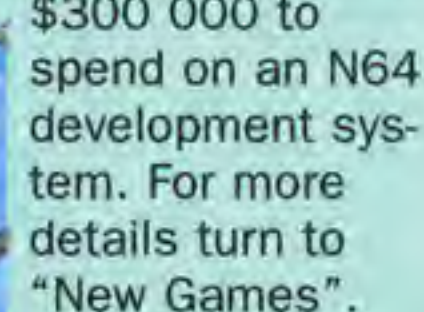 $300 000 to
spend on an N64
development sys-
tem. For more
details turn to
“New Games”.